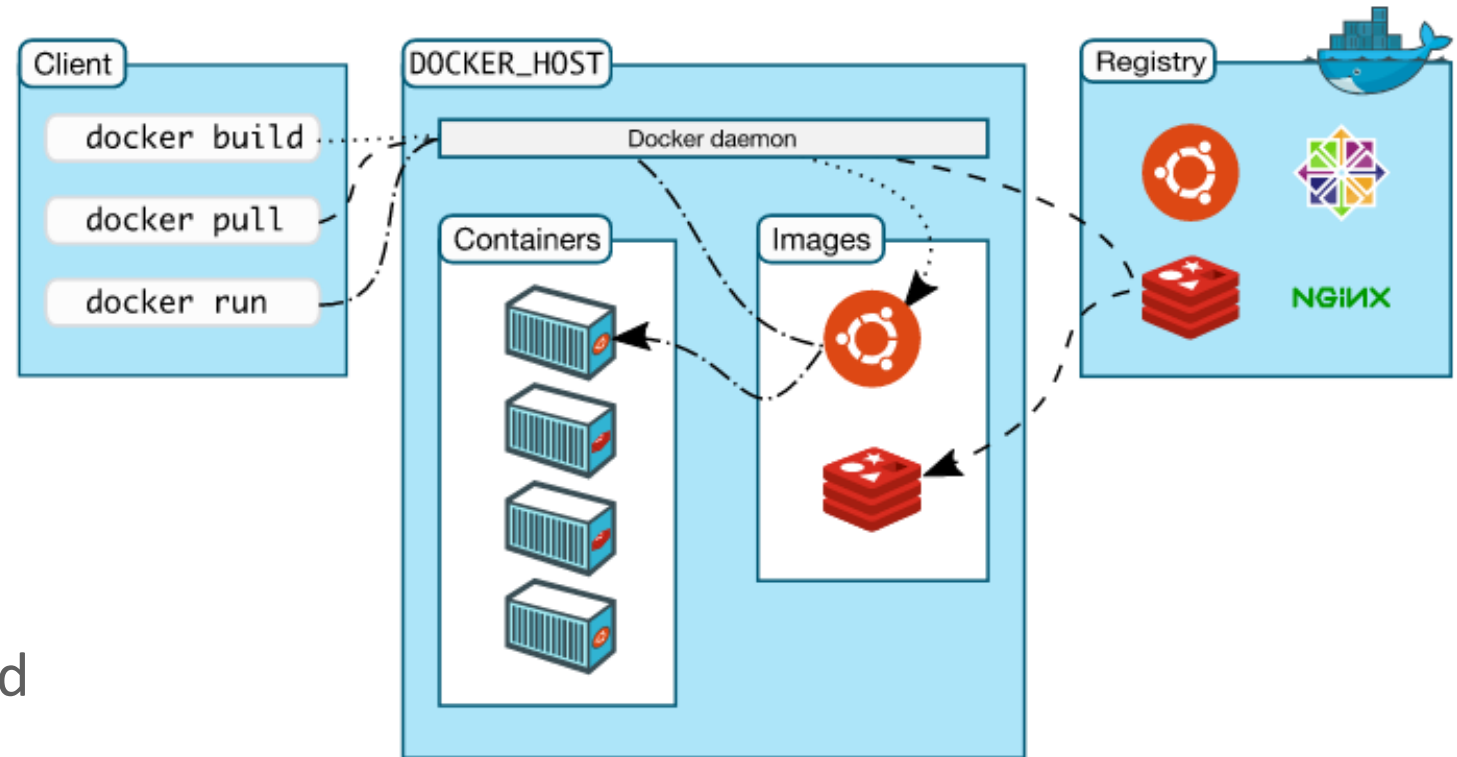 Client
docker build
docker pull
docker run
DOCKER_HOST
Docker daemon
Containers
Images
Registry
NGiNX
d